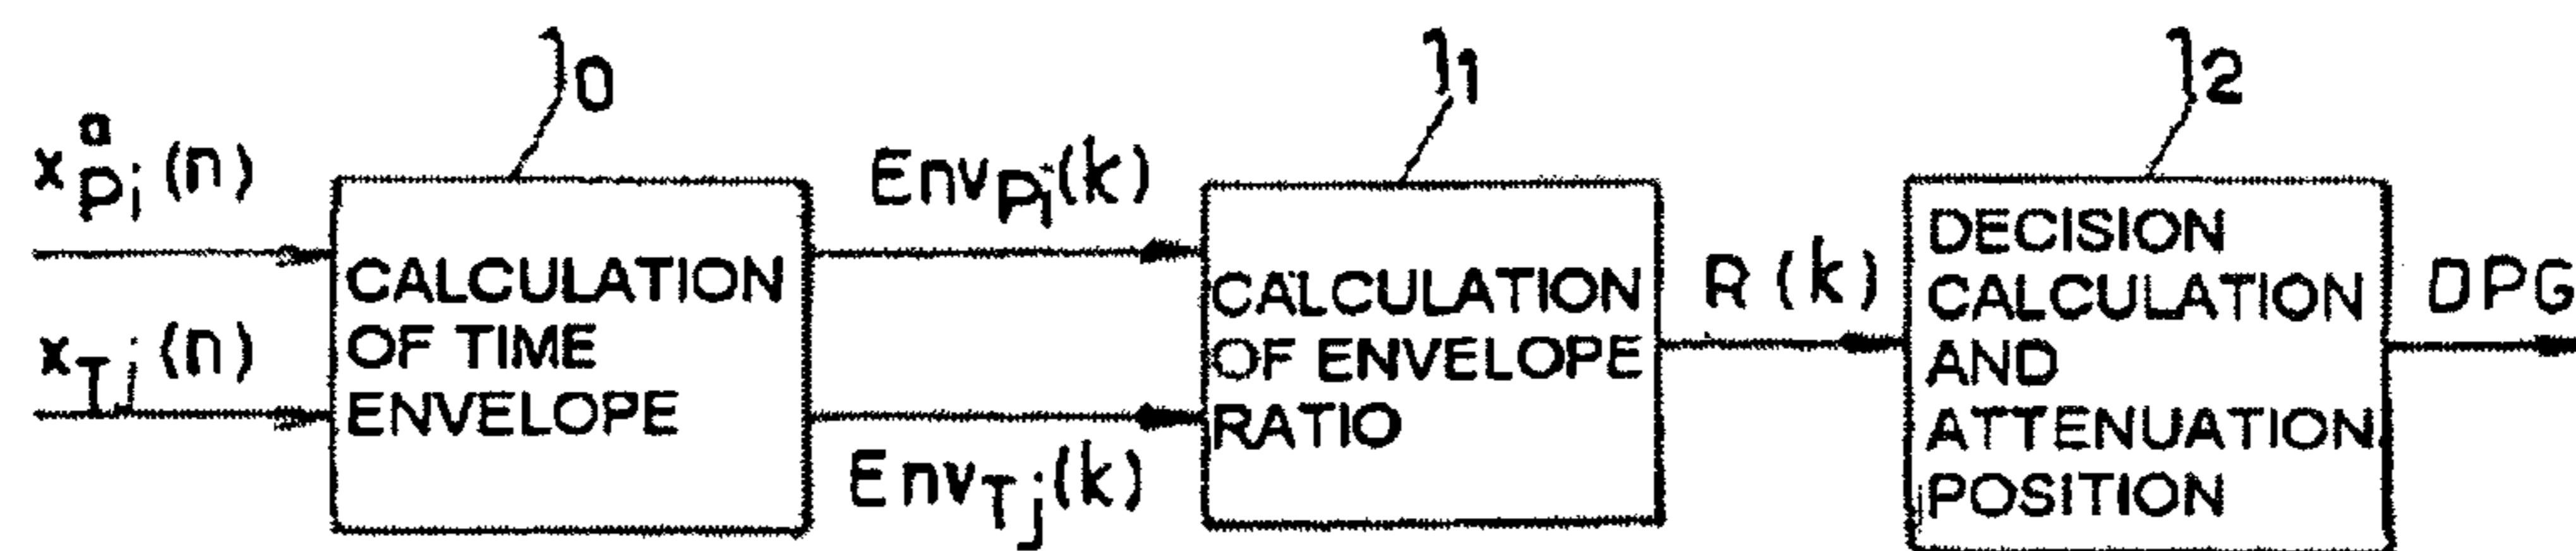 10
11
12
x^a_Pi (n)
x_Tj (n)
CALCULATION
OF TIME
ENVELOPE
Env_Pi(k)
Env_Tj(k)
CALCULATION
OF ENVELOPE
RATIO
R (k)
DECISION
CALCULATION
AND
ATTENUATION
POSITION
DPG